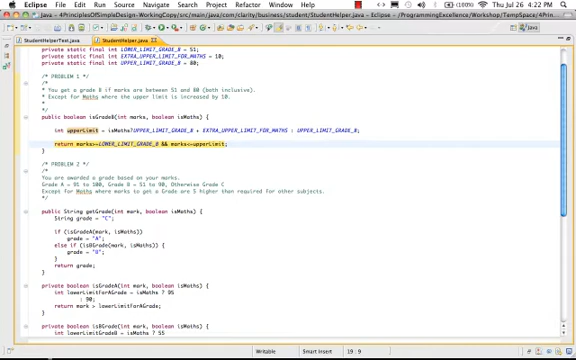 Eclipse File Edit Source Refactor Navigate Search Project Run Window Help (100%) Thu Jul 26 4:22 PM
Java - 4PrinciplesOfSimpleDesign-WorkingCopy/src/main/java/com/clarity/business/student/StudentHelper.java - Eclipse - /ProgrammingExcellence/Workshop/TempSpace/4Princip
Java
StudentHelperTest.java StudentHelper.java
private static final int LOWER_LIMIT_GRADE_B = 51;
private static final int EXTRA_UPPER_LIMIT_FOR_MATHS = 10;
private static final int UPPER_LIMIT_GRADE_B = 80;
/* PROBLEM 1 */
/*
* You get a grade B if marks are between 51 and 80 (both inclusive).
* Except for Maths where the upper limit is increased by 10.
*/
public boolean isGradeB(int marks, boolean isMaths) {
int upperLimit = isMaths?UPPER_LIMIT_GRADE_B + EXTRA_UPPER_LIMIT_FOR_MATHS : UPPER_LIMIT_GRADE_B;
return marks>=LOWER_LIMIT_GRADE_B && marks<=upperLimit;
}
/* PROBLEM 2 */
/*
You are awarded a grade based on your marks.
Grade A = 91 to 100, Grade B = 51 to 90, Otherwise Grade C
Except for Maths where marks to get a Grade are 5 higher than required for other subjects.
*/
public String getGrade(int mark, boolean isMaths) {
String grade = "C";
if (isGradeA(mark, isMaths))
grade = "A";
else if (isBGrade(mark, isMaths)) {
grade = "B";
}
return grade;
}
private boolean isGradeA(int mark, boolean isMaths) {
int lowerLimitForAGrade = isMaths ? 95
: 90;
return mark > lowerLimitForAGrade;
}
private boolean isBGrade(int mark, boolean isMaths) {
int lowerLimitGradeB = isMaths ? 55
Writable Smart Insert 19 : 9